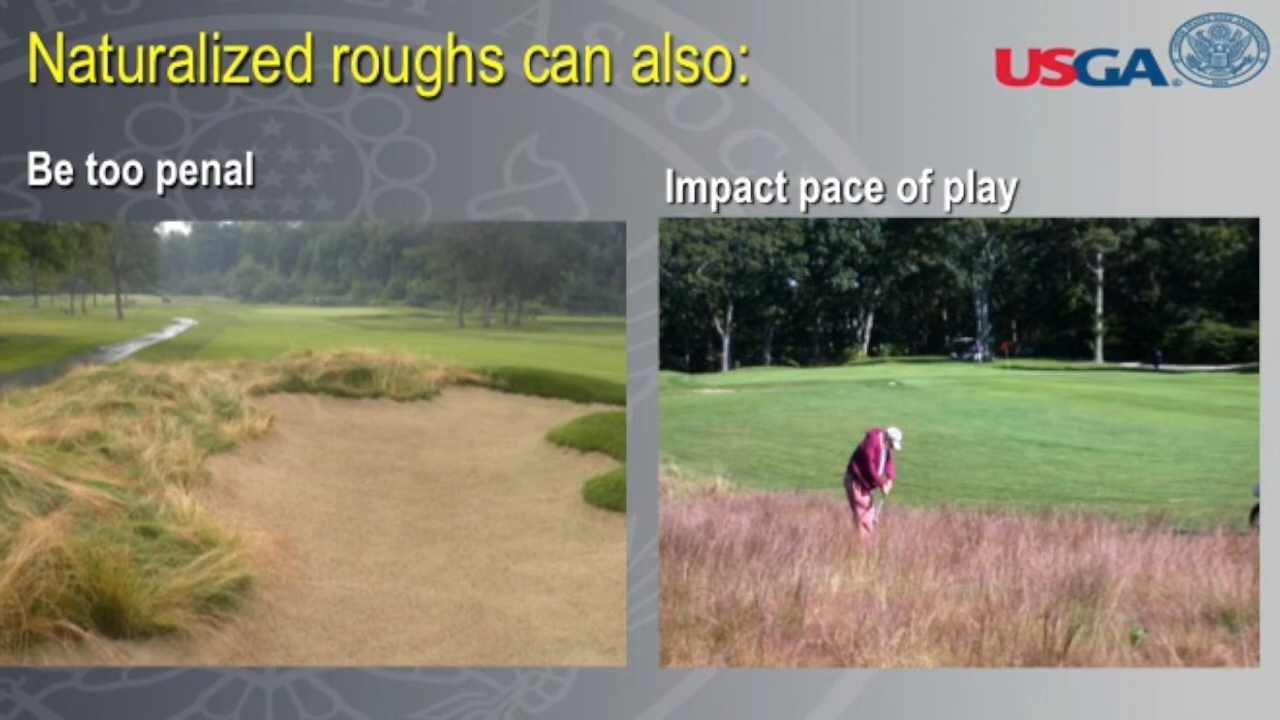 Naturalized roughs can also:
USGA
Be too penal
Impact pace of play